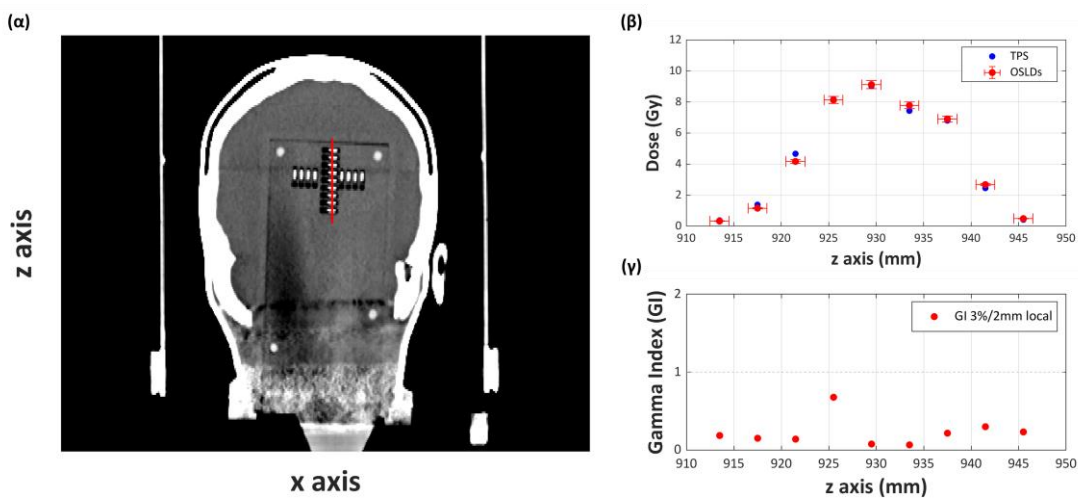 (α)
z axis
x axis
(β)
Dose (Gy)
12
10
8
6
4
2
0
TPS
OSLDs
910 915 920 925 930 935 940 945 950
z axis (mm)
(γ)
Gamma Index (GI)
2
1
0
GI 3%/2mm local
910 915 920 925 930 935 940 945 950
z axis (mm)